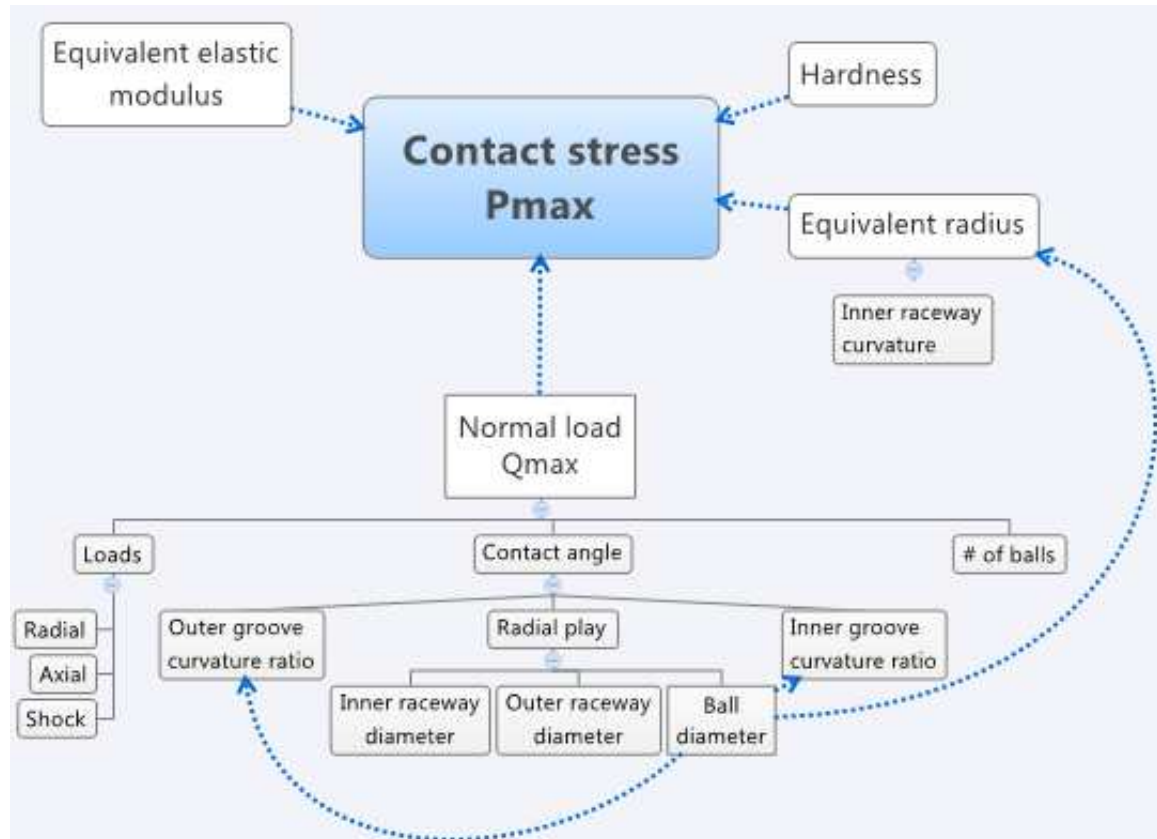 Equivalent elastic
modulus
Hardness
Contact stress
Pmax
Equivalent radius
Inner raceway
curvature
Normal load
Qmax
Loads
Contact angle
# of balls
Radial
Axial
Shock
Outer groove
curvature ratio
Radial play
Inner groove
curvature ratio
Inner raceway
diameter
Outer raceway
diameter
Ball
diameter